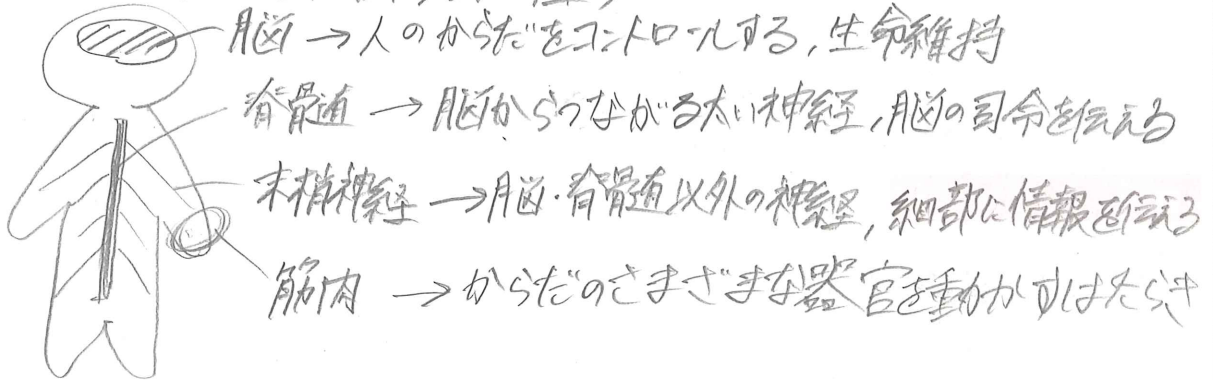 脳 → 人のからだをコントロールする, 生命維持
脊髄 → 脳からつながる太い神経, 脳の司令を伝える
末梢神経 → 脳・脊髄以外の神経, 細部に情報を伝える
筋肉 → からだのさまざまな器官を動かすはたらき